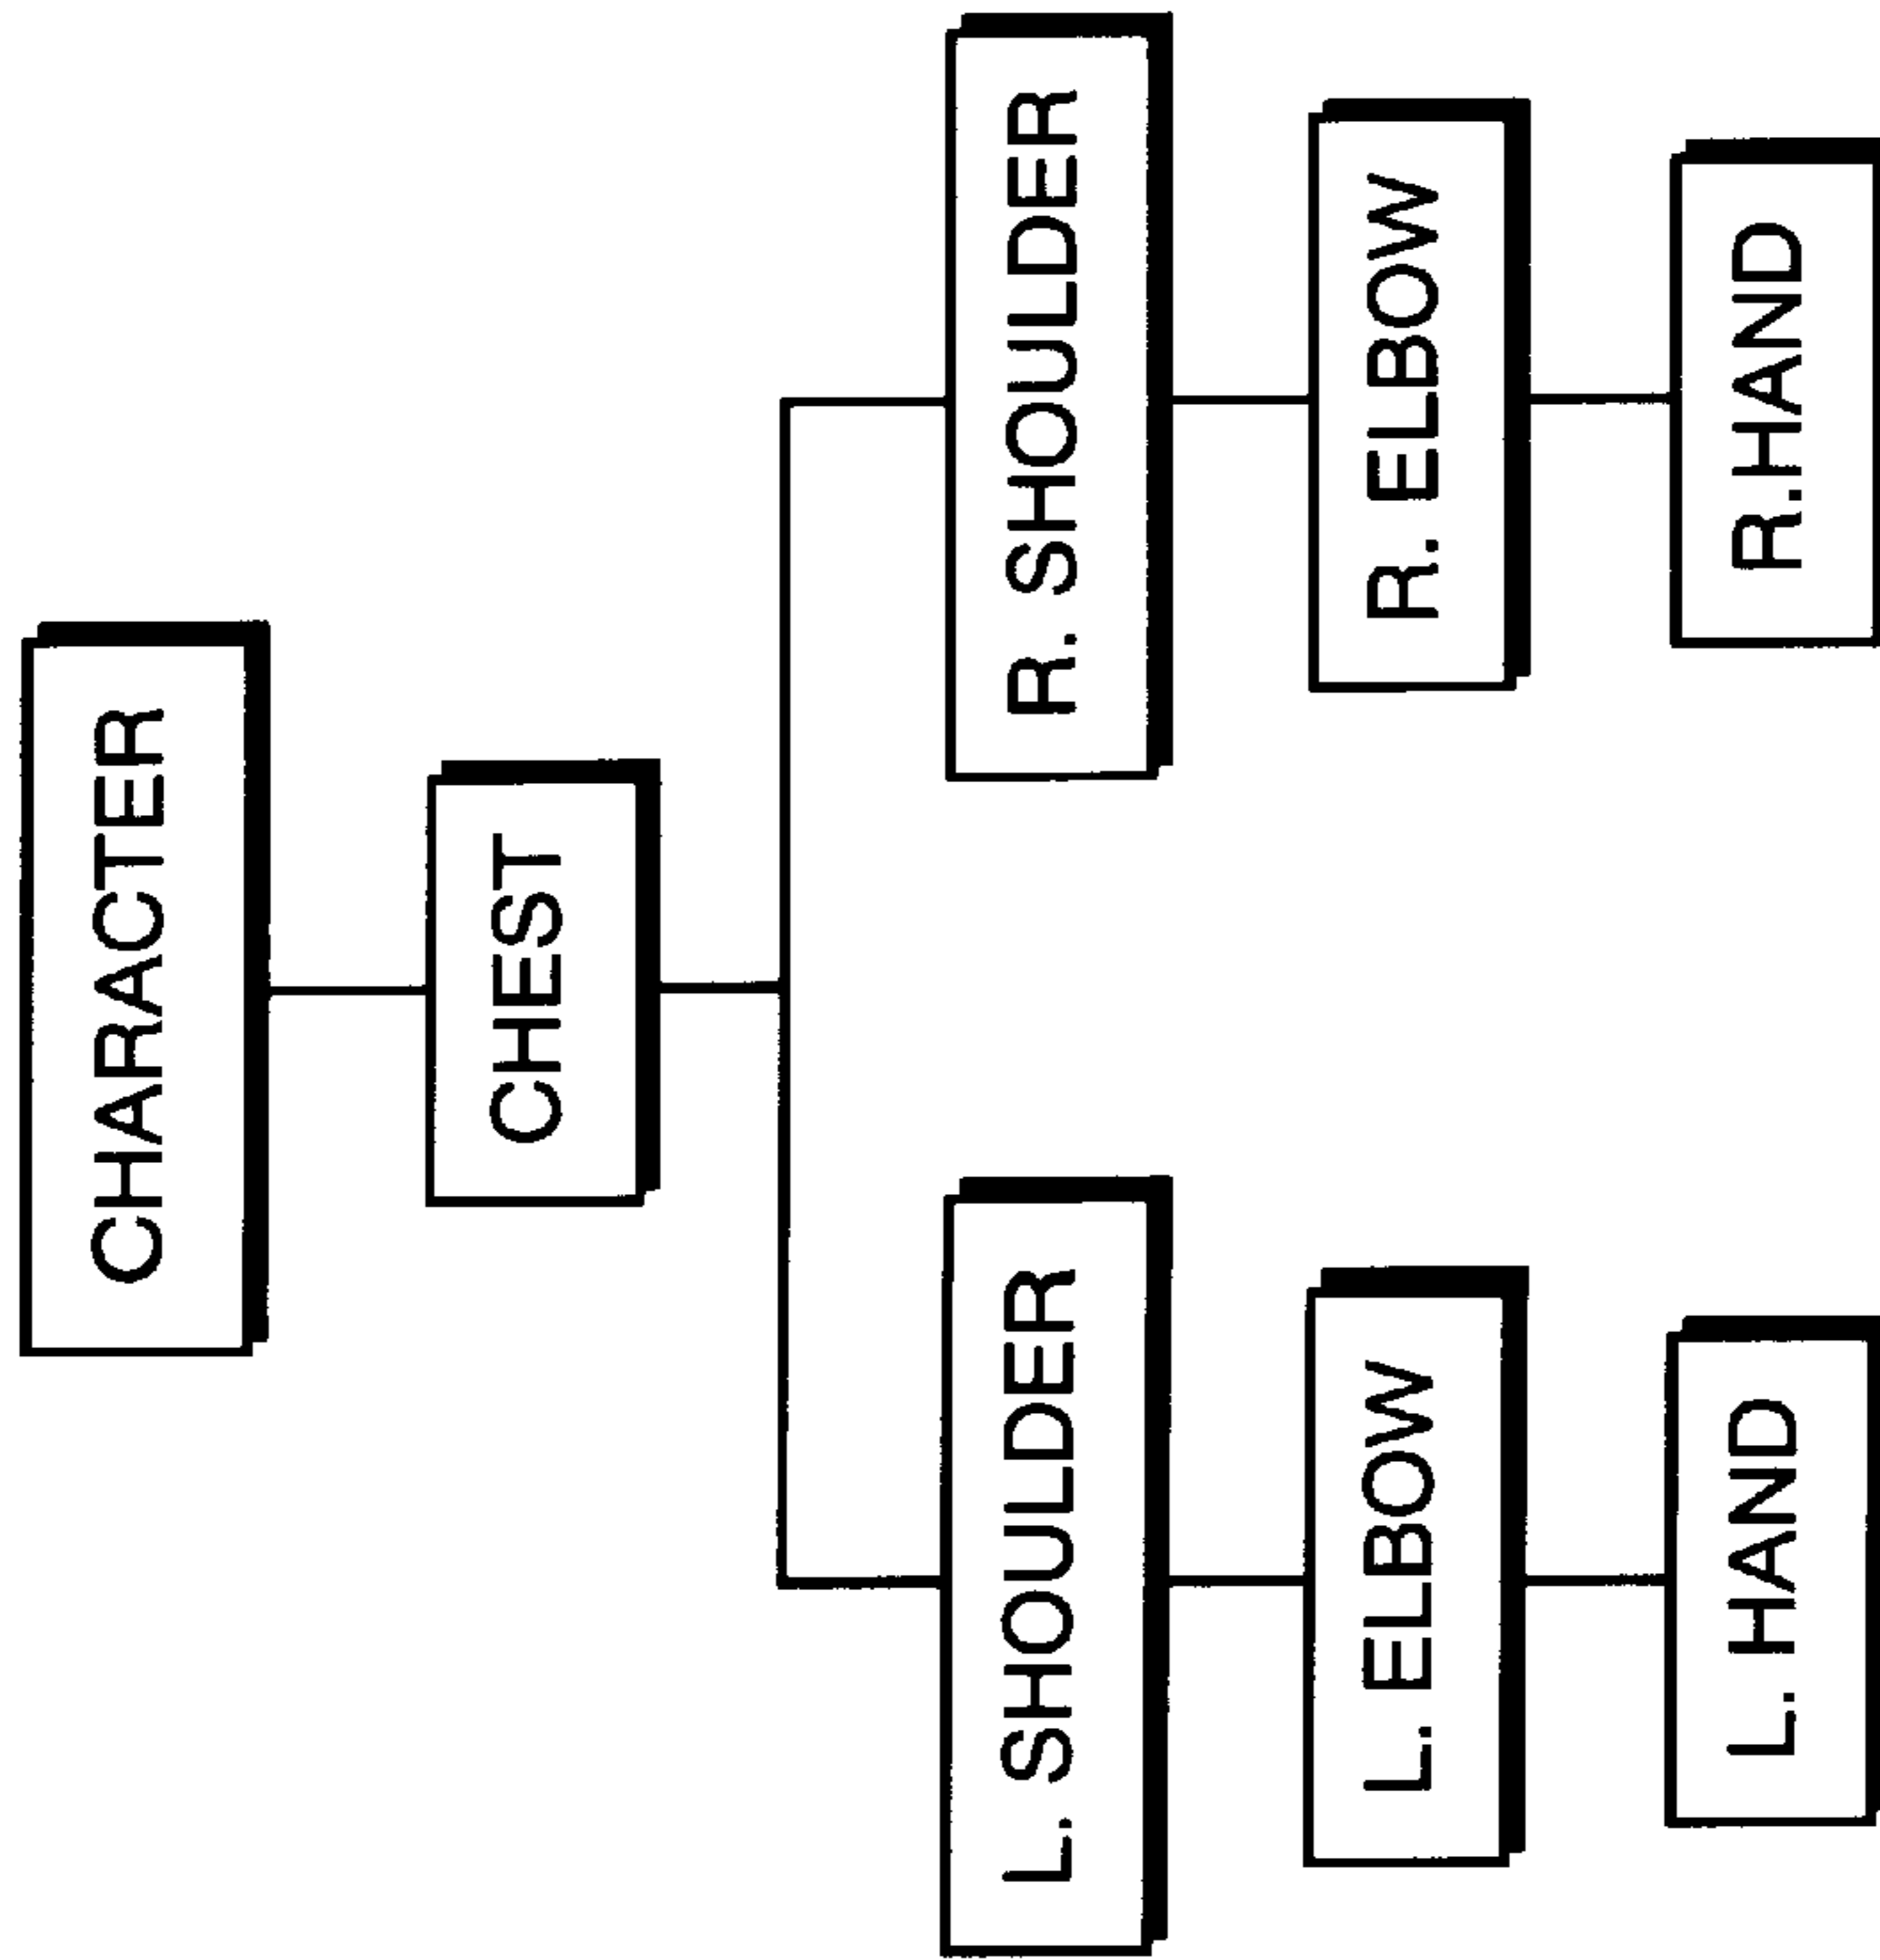 CHARACTER
CHEST
L. SHOULDER
R. SHOULDER
L. ELBOW
R. ELBOW
L. HAND
R.HAND